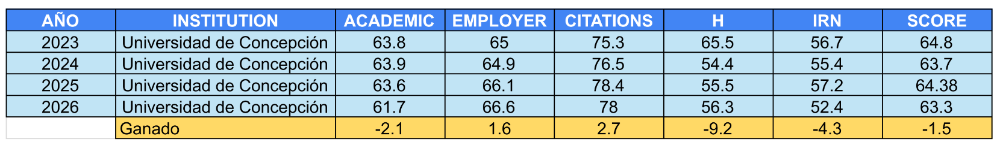 AÑO INSTITUTION ACADEMIC EMPLOYER CITATIONS H IRN SCORE
2023 Universidad de Concepción 63.8 65 75.3 65.5 56.7 64.8
2024 Universidad de Concepción 63.9 64.9 76.5 54.4 55.4 63.7
2025 Universidad de Concepción 63.6 66.1 78.4 55.5 57.2 64.38
2026 Universidad de Concepción 61.7 66.6 78 56.3 52.4 63.3
Ganado -2.1 1.6 2.7 -9.2 -4.3 -1.5